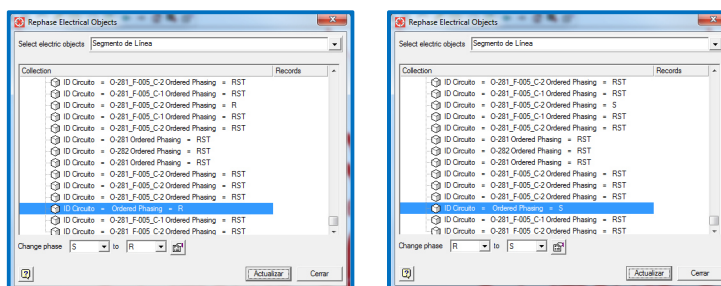 Rephase Electrical Objects
Select electric objects Segmento de Línea
Collection Records
ID Circuito = O-281_F-005_C-2 Ordered Phasing = RST
ID Circuito = O-281_F-005_C-1 Ordered Phasing = RST
ID Circuito = O-281_F-005_C-2 Ordered Phasing = R
ID Circuito = O-281_F-005_C-1 Ordered Phasing = RST
ID Circuito = O-281_F-005_C-2 Ordered Phasing = RST
ID Circuito = O-281 Ordered Phasing = RST
ID Circuito = O-282 Ordered Phasing = RST
ID Circuito = O-281 Ordered Phasing = RST
ID Circuito = O-281_F-005_C-2 Ordered Phasing = RST
ID Circuito = O-281_F-005_C-2 Ordered Phasing = RST
ID Circuito = Ordered Phasing = R
ID Circuito = O-281_F-005_C-1 Ordered Phasing = RST
ID Circuito = O-281_F-005_C-2 Ordered Phasing = RST
Change phase S to R
Actualizar Cerrar
Rephase Electrical Objects
Select electric objects Segmento de Línea
Collection Records
ID Circuito = O-281_F-005_C-2 Ordered Phasing = RST
ID Circuito = O-281_F-005_C-1 Ordered Phasing = RST
ID Circuito = O-281_F-005_C-2 Ordered Phasing = S
ID Circuito = O-281_F-005_C-1 Ordered Phasing = RST
ID Circuito = O-281_F-005_C-2 Ordered Phasing = RST
ID Circuito = O-281 Ordered Phasing = RST
ID Circuito = O-282 Ordered Phasing = RST
ID Circuito = O-281 Ordered Phasing = RST
ID Circuito = O-281_F-005_C-2 Ordered Phasing = RST
ID Circuito = O-281_F-005_C-2 Ordered Phasing = RST
ID Circuito = Ordered Phasing = S
ID Circuito = O-281_F-005_C-1 Ordered Phasing = RST
ID Circuito = O-281_F-005_C-2 Ordered Phasing = RST
Change phase R to S
Actualizar Cerrar